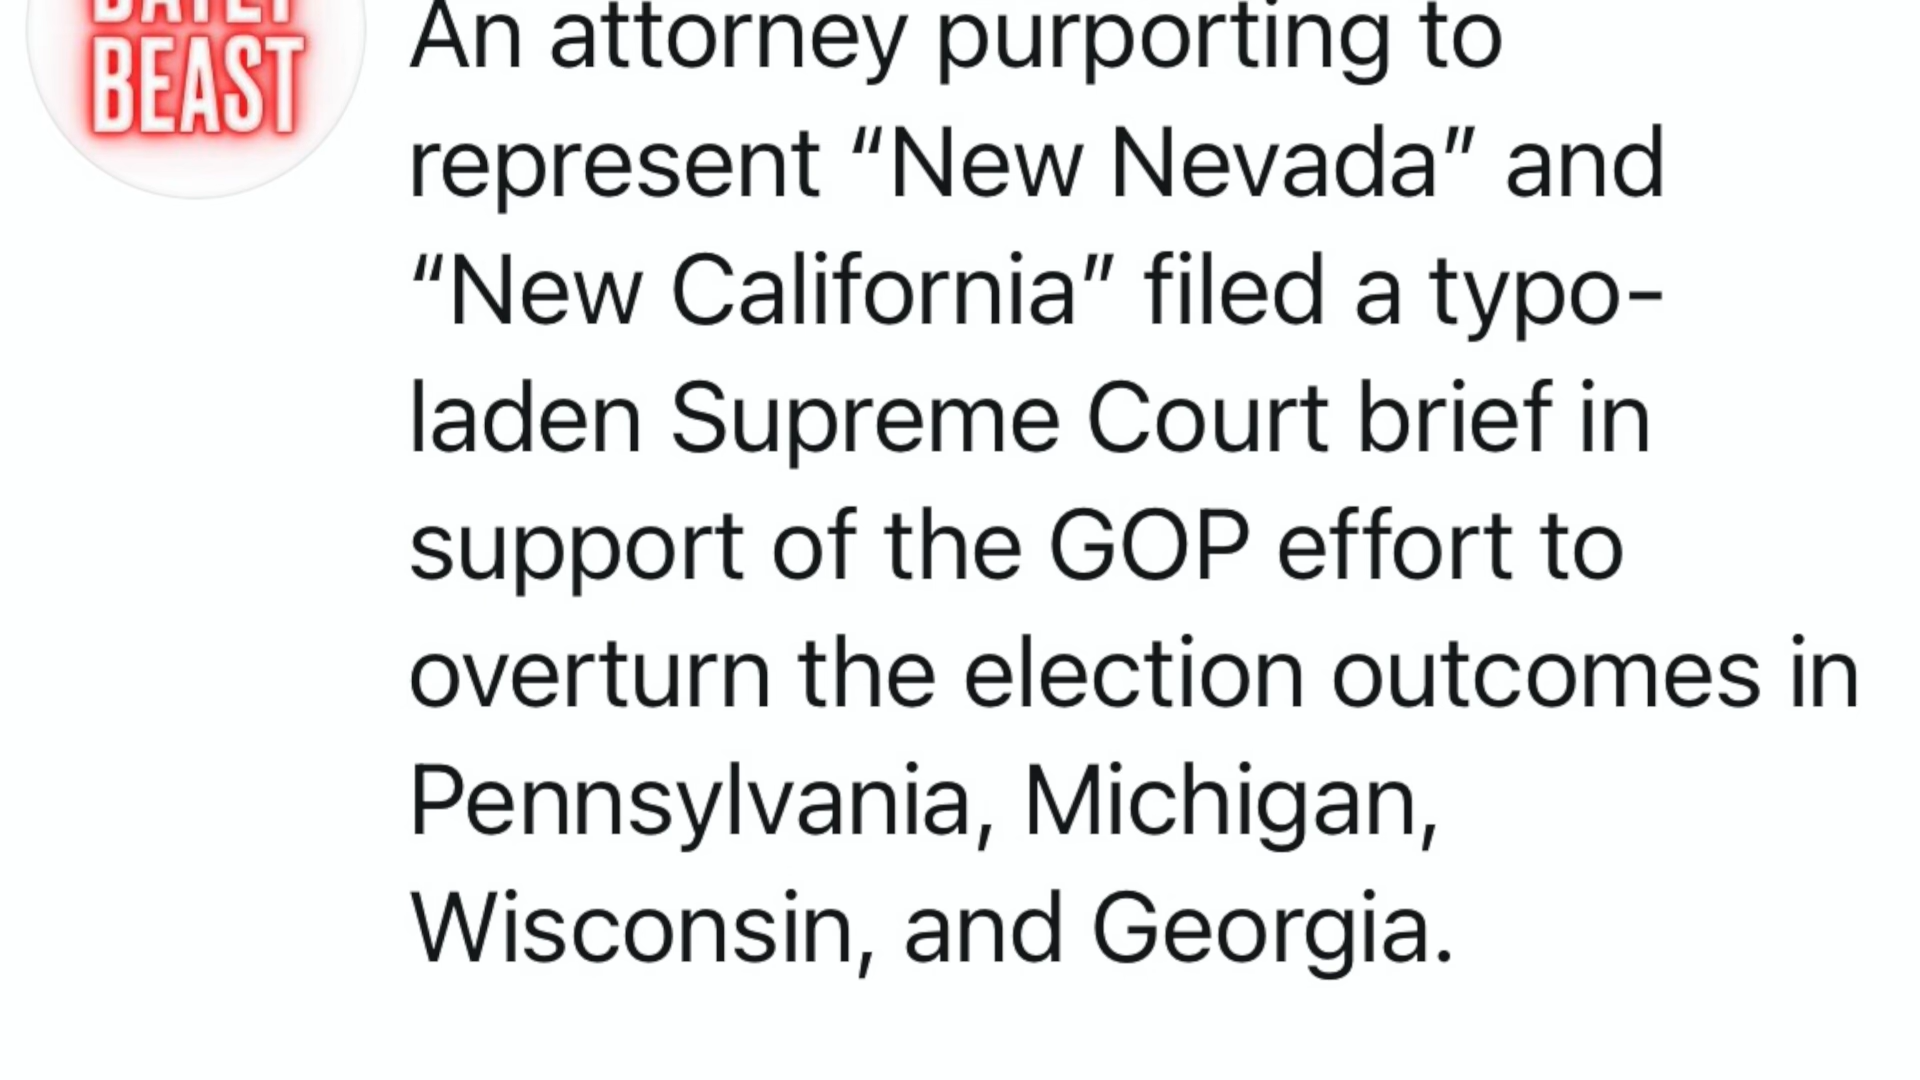 DAILY
BEAST
An attorney purporting to
represent “New Nevada” and
“New California” filed a typo-
laden Supreme Court brief in
support of the GOP effort to
overturn the election outcomes in
Pennsylvania, Michigan,
Wisconsin, and Georgia.